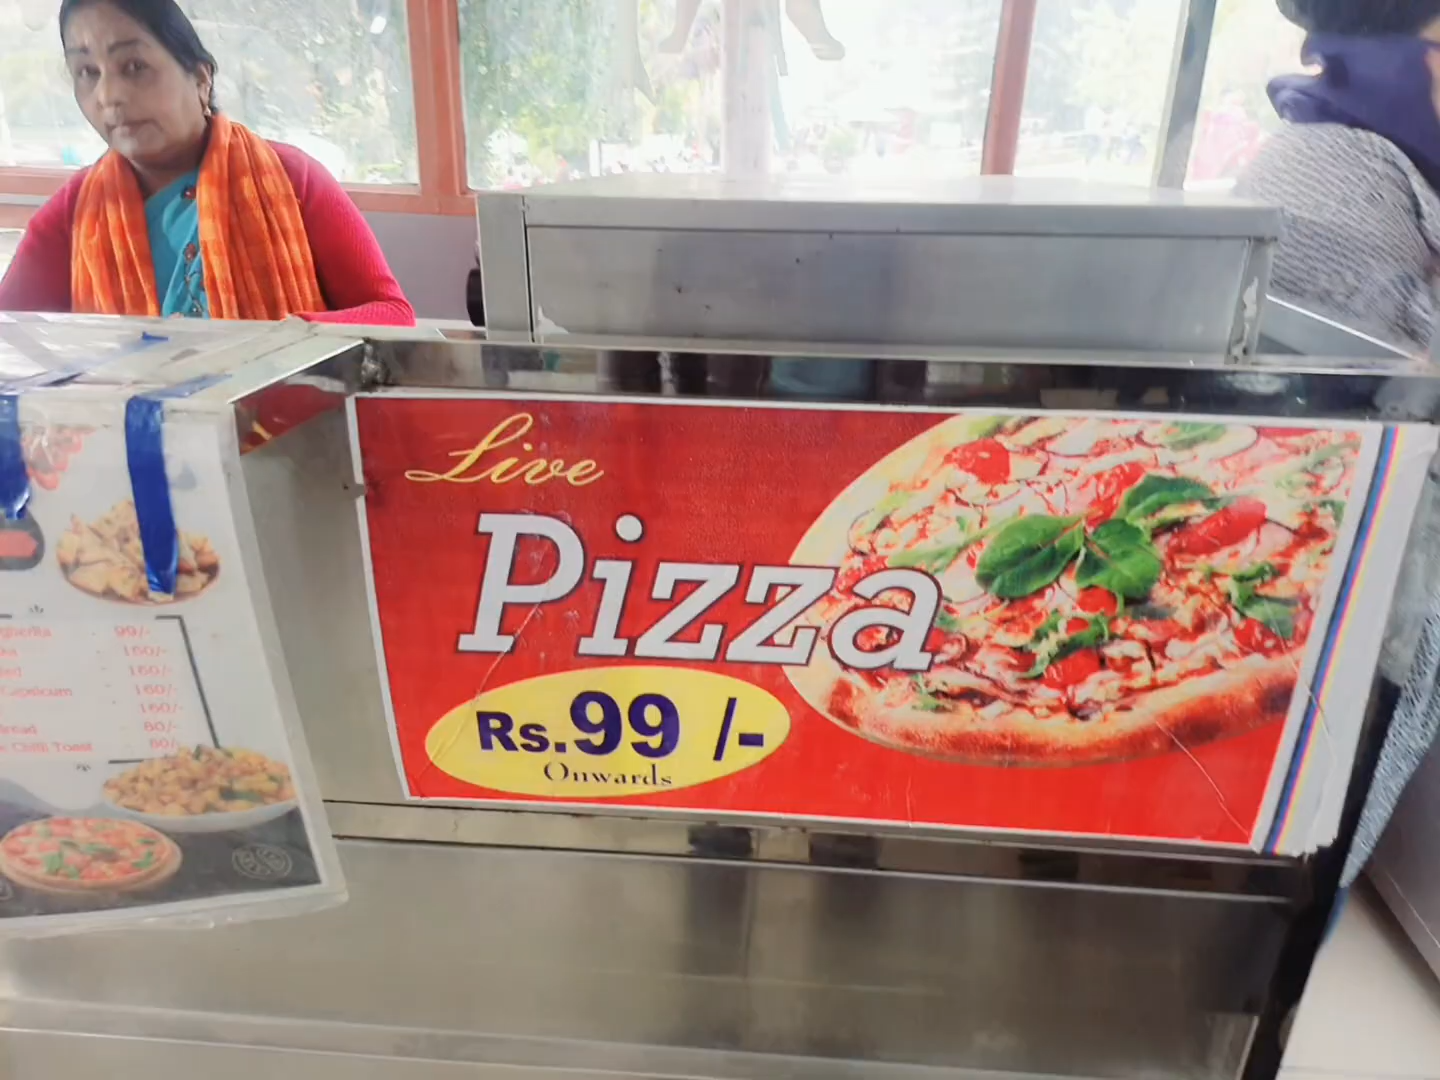 Live
Pizza
Rs.99 /-
Onwards
- 99/-
- 160/-
- 160/-
Capsicum - 160/-
- 160/-
- 80/-
Chilli Toast - 80/